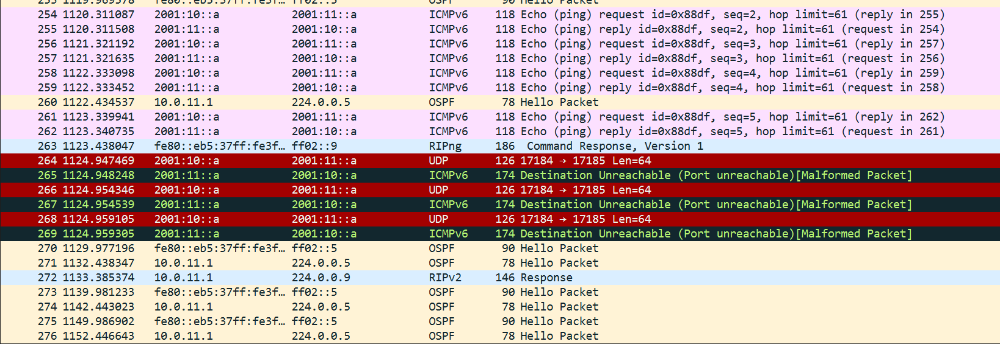 fe80::eb5:37ff:fe3f… ff02::5 OSPF 90 Hello Packet
254 1120.311087 2001:10::a 2001:11::a ICMPv6 118 Echo (ping) request id=0x88df, seq=2, hop limit=61 (reply in 255)
255 1120.311508 2001:11::a 2001:10::a ICMPv6 118 Echo (ping) reply id=0x88df, seq=2, hop limit=61 (request in 254)
256 1121.321192 2001:10::a 2001:11::a ICMPv6 118 Echo (ping) request id=0x88df, seq=3, hop limit=61 (reply in 257)
257 1121.321635 2001:11::a 2001:10::a ICMPv6 118 Echo (ping) reply id=0x88df, seq=3, hop limit=61 (request in 256)
258 1122.333098 2001:10::a 2001:11::a ICMPv6 118 Echo (ping) request id=0x88df, seq=4, hop limit=61 (reply in 259)
259 1122.333452 2001:11::a 2001:10::a ICMPv6 118 Echo (ping) reply id=0x88df, seq=4, hop limit=61 (request in 258)
260 1122.434537 10.0.11.1 224.0.0.5 OSPF 78 Hello Packet
261 1123.339941 2001:10::a 2001:11::a ICMPv6 118 Echo (ping) request id=0x88df, seq=5, hop limit=61 (reply in 262)
262 1123.340735 2001:11::a 2001:10::a ICMPv6 118 Echo (ping) reply id=0x88df, seq=5, hop limit=61 (request in 261)
263 1123.438047 fe80::eb5:37ff:fe3f… ff02::9 RIPng 186 Command Response, Version 1
264 1124.947469 2001:10::a 2001:11::a UDP 126 17184 → 17185 Len=64
265 1124.948248 2001:11::a 2001:10::a ICMPv6 174 Destination Unreachable (Port unreachable)[Malformed Packet]
266 1124.954346 2001:10::a 2001:11::a UDP 126 17184 → 17185 Len=64
267 1124.954539 2001:11::a 2001:10::a ICMPv6 174 Destination Unreachable (Port unreachable)[Malformed Packet]
268 1124.959105 2001:10::a 2001:11::a UDP 126 17184 → 17185 Len=64
269 1124.959305 2001:11::a 2001:10::a ICMPv6 174 Destination Unreachable (Port unreachable)[Malformed Packet]
270 1129.977196 fe80::eb5:37ff:fe3f… ff02::5 OSPF 90 Hello Packet
271 1132.438347 10.0.11.1 224.0.0.5 OSPF 78 Hello Packet
272 1133.385374 10.0.11.1 224.0.0.9 RIPv2 146 Response
273 1139.981233 fe80::eb5:37ff:fe3f… ff02::5 OSPF 90 Hello Packet
274 1142.443023 10.0.11.1 224.0.0.5 OSPF 78 Hello Packet
275 1149.986902 fe80::eb5:37ff:fe3f… ff02::5 OSPF 90 Hello Packet
276 1152.446643 10.0.11.1 224.0.0.5 OSPF 78 Hello Packet